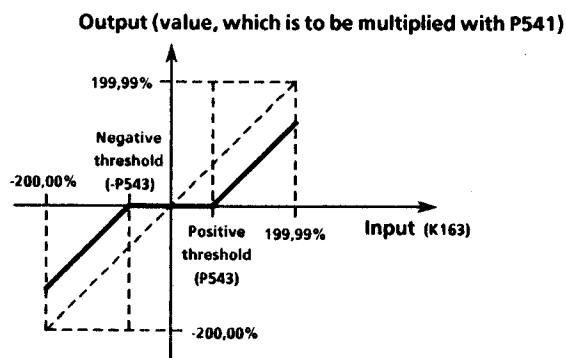 Output (value, which is to be multiplied with P541)
199,99%
Negative
threshold
(-P543)
-200,00%
Positive
threshold
(P543)
199,99%
Input (K163)
-200,00%